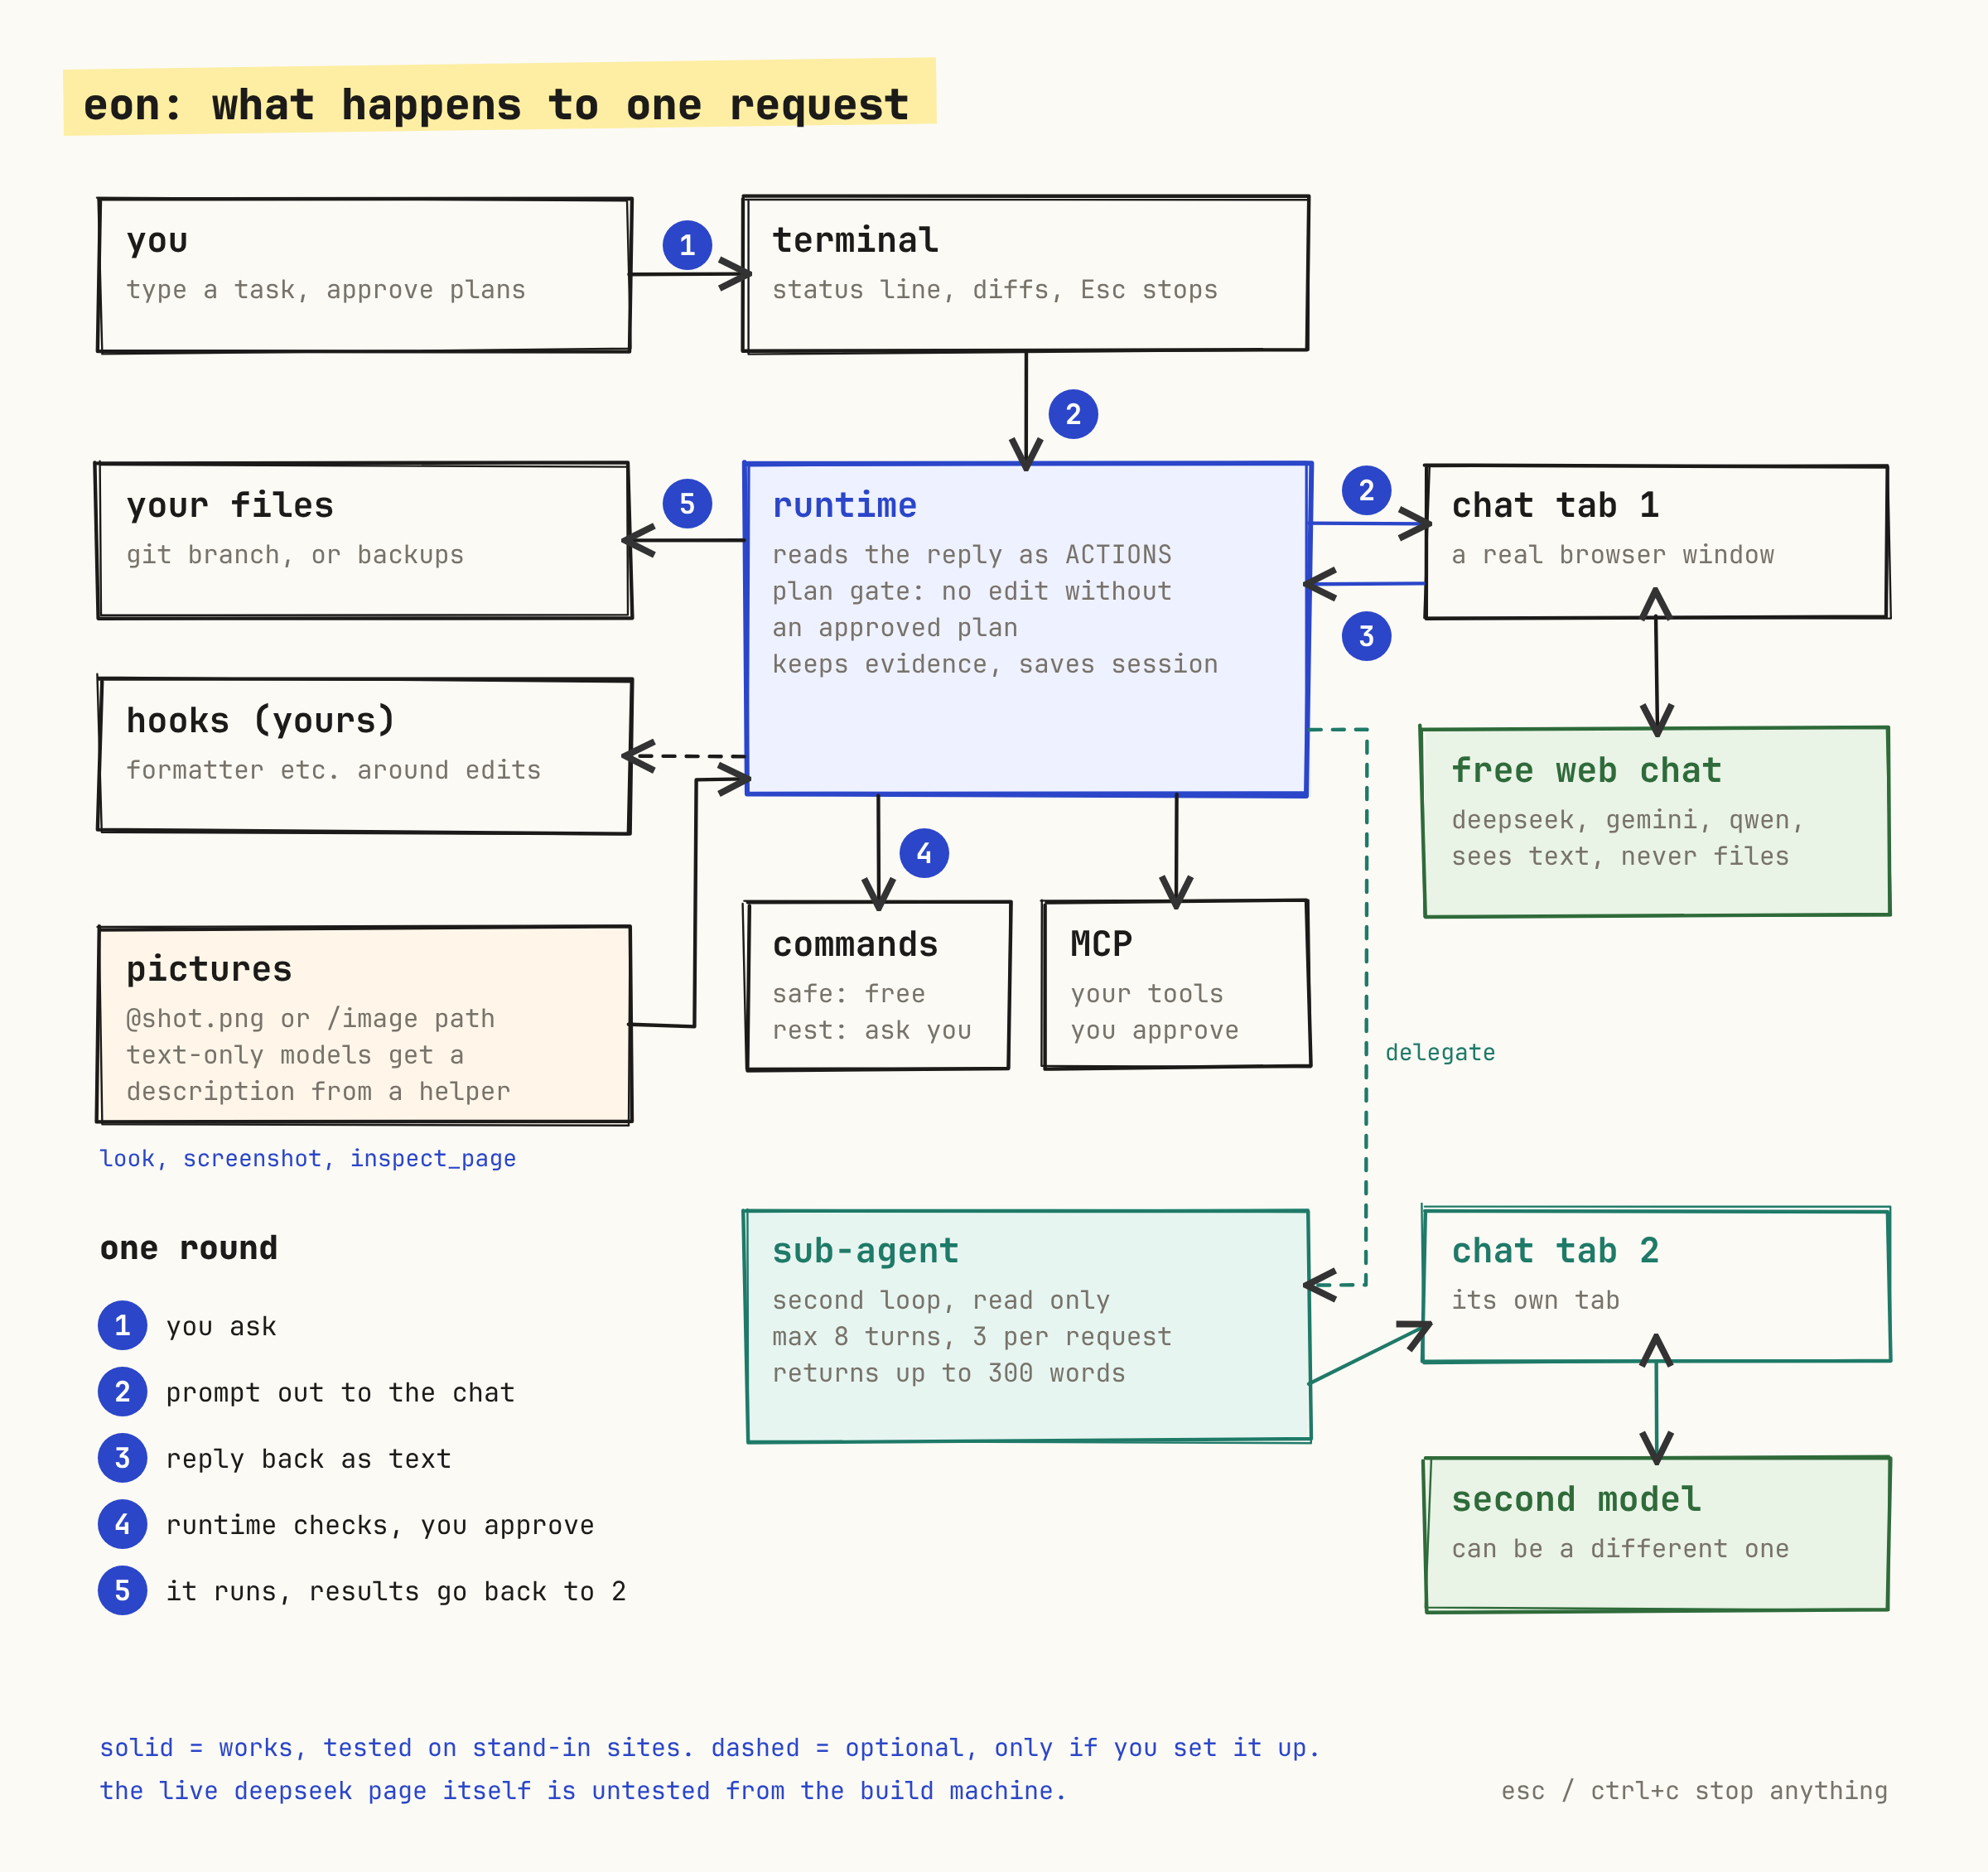 eon: what happens to one request
you
type a task, approve plans
1
terminal
status line, diffs, Esc stops
2
your files
git branch, or backups
5
runtime
reads the reply as ACTIONS
plan gate: no edit without
an approved plan
keeps evidence, saves session
2
3
chat tab 1
a real browser window
hooks (yours)
formatter etc. around edits
free web chat
deepseek, gemini, qwen,
sees text, never files
4
pictures
@shot.png or /image path
text-only models get a
description from a helper
look, screenshot, inspect_page
commands
safe: free
rest: ask you
MCP
your tools
you approve
delegate
sub-agent
second loop, read only
max 8 turns, 3 per request
returns up to 300 words
chat tab 2
its own tab
second model
can be a different one
one round
1 you ask
2 prompt out to the chat
3 reply back as text
4 runtime checks, you approve
5 it runs, results go back to 2
solid = works, tested on stand-in sites. dashed = optional, only if you set it up.
the live deepseek page itself is untested from the build machine.
esc / ctrl+c stop anything